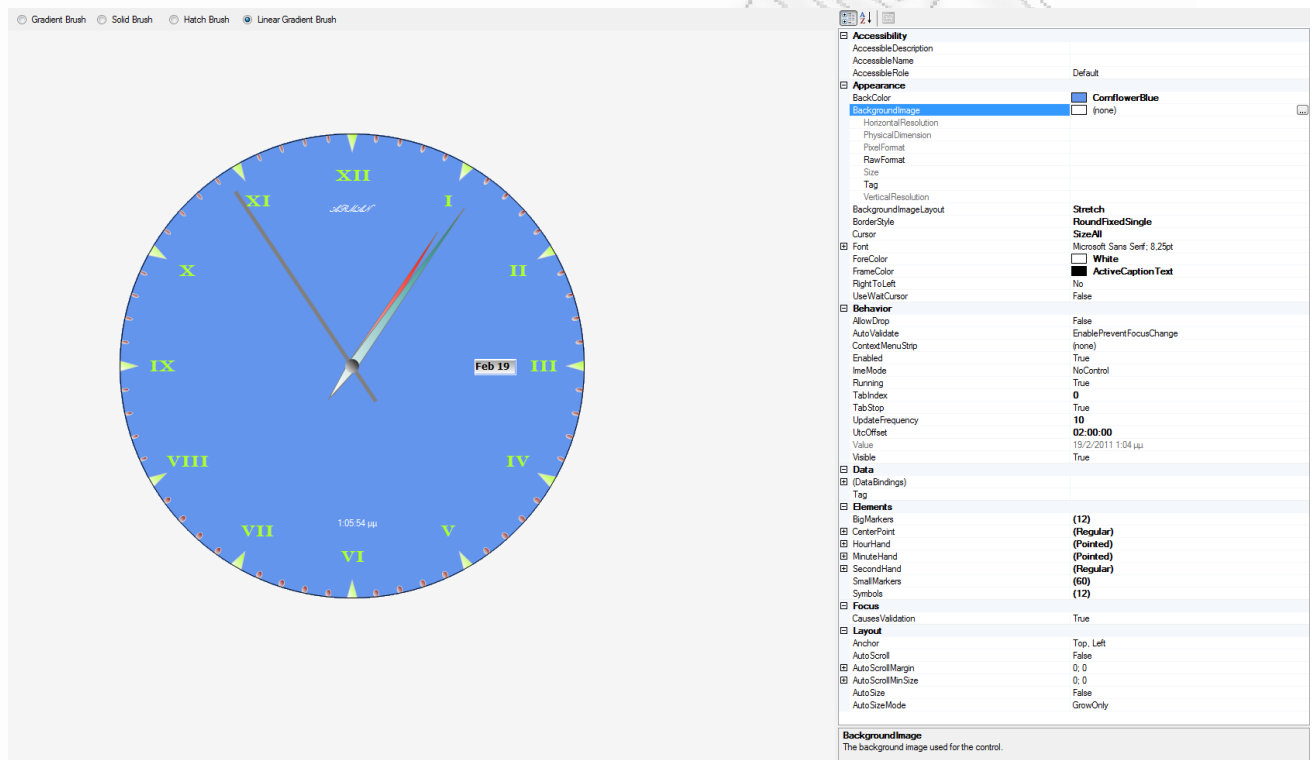 Gradient Brush Solid Brush Hatch Brush Linear Gradient Brush
XII
XI I
ARMAN
X II
IX Feb 19 III
VIII IV
VII 1:05:54 μμ V
VI
Accessibility
AccessibleDescription
AccessibleName
AccessibleRole Default
Appearance
BackColor CornflowerBlue
BackgroundImage (none) ...
HorizontalResolution
PhysicalDimension
PixelFormat
RawFormat
Size
Tag
VerticalResolution
BackgroundImageLayout Stretch
BorderStyle RoundFixedSingle
Cursor SizeAll
Font Microsoft Sans Serif; 8,25pt
ForeColor White
FrameColor ActiveCaptionText
RightToLeft No
UseWaitCursor False
Behavior
AllowDrop False
AutoValidate EnablePreventFocusChange
ContextMenuStrip (none)
Enabled True
ImeMode NoControl
Running True
TabIndex 0
TabStop True
UpdateFrequency 10
UtcOffset 02:00:00
Value 19/2/2011 1:04 μμ
Visible True
Data
(DataBindings)
Tag
Elements
BigMarkers (12)
CenterPoint (Regular)
HourHand (Pointed)
MinuteHand (Pointed)
SecondHand (Regular)
SmallMarkers (60)
Symbols (12)
Focus
CausesValidation True
Layout
Anchor Top, Left
AutoScroll False
AutoScrollMargin 0; 0
AutoScrollMinSize 0; 0
AutoSize False
AutoSizeMode GrowOnly
BackgroundImage
The background image used for the control.